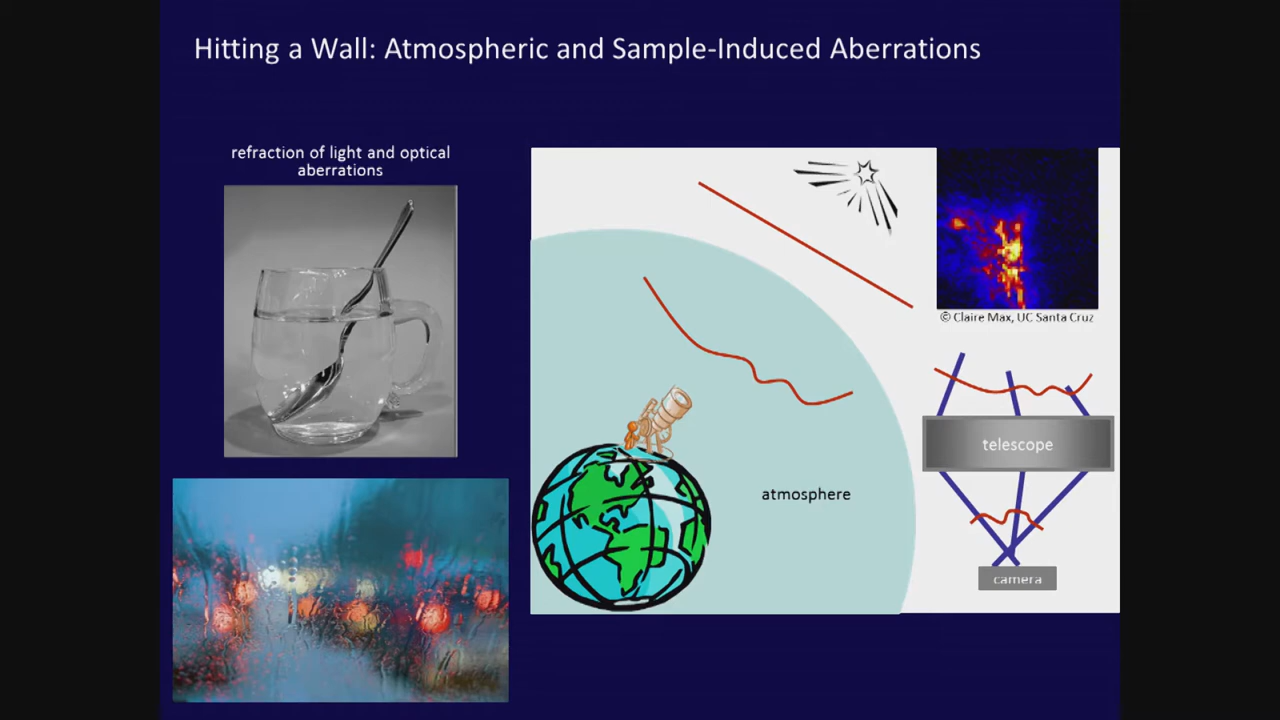 Hitting a Wall: Atmospheric and Sample-Induced Aberrations
refraction of light and optical
aberrations
© Claire Max, UC Santa Cruz
telescope
atmosphere
camera